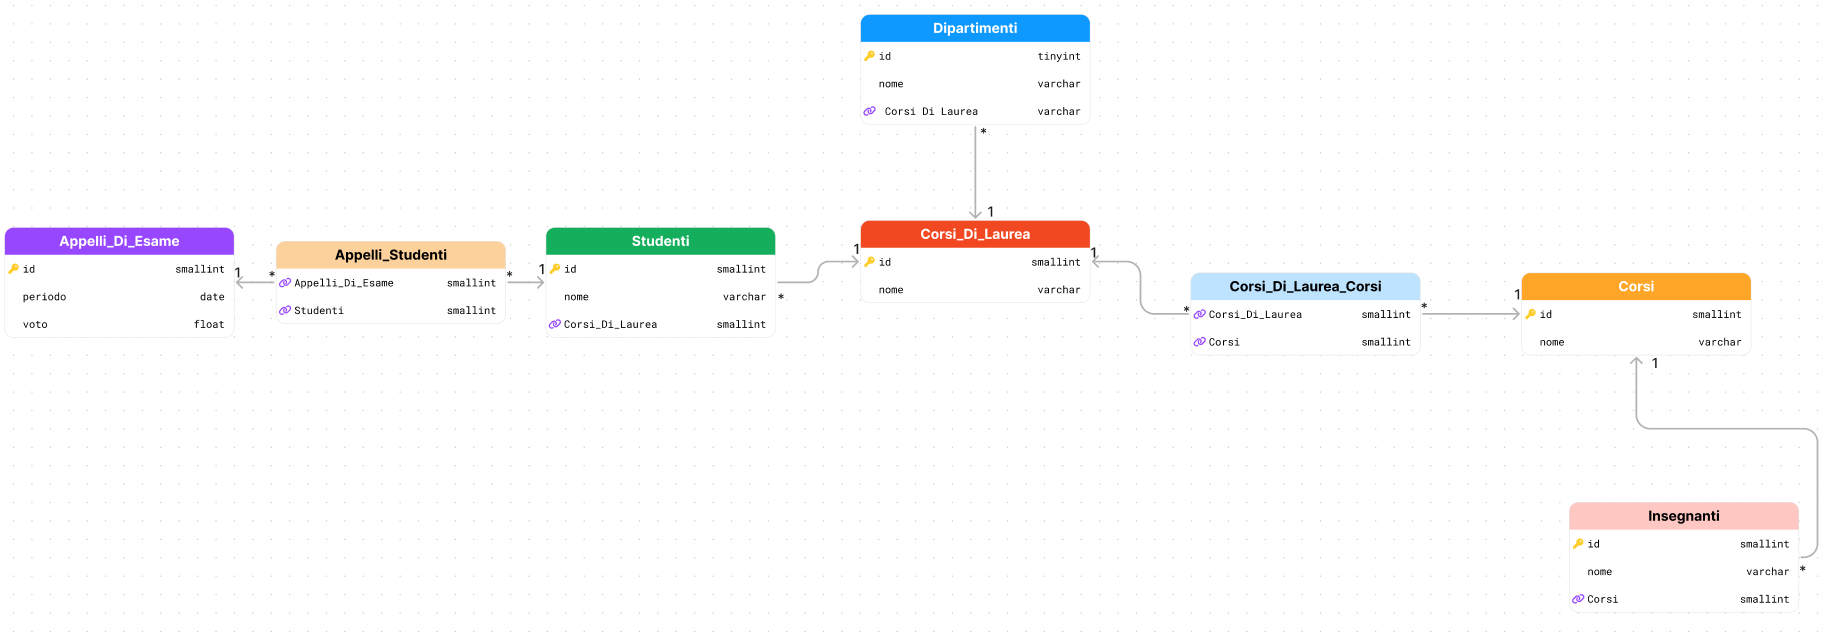 Dipartimenti
id tinyint
nome varchar
Corsi Di Laurea varchar
*
1
Appelli_Di_Esame
id smallint
periodo date
voto float
1
*
Appelli_Studenti
Appelli_Di_Esame smallint
Studenti smallint
*
1
Studenti
id smallint
nome varchar
Corsi_Di_Laurea smallint
*
1
Corsi_Di_Laurea
id smallint
nome varchar
1
*
Corsi_Di_Laurea_Corsi
Corsi_Di_Laurea smallint
Corsi smallint
*
1
Corsi
id smallint
nome varchar
1
Insegnanti
id smallint
nome varchar
Corsi smallint
*